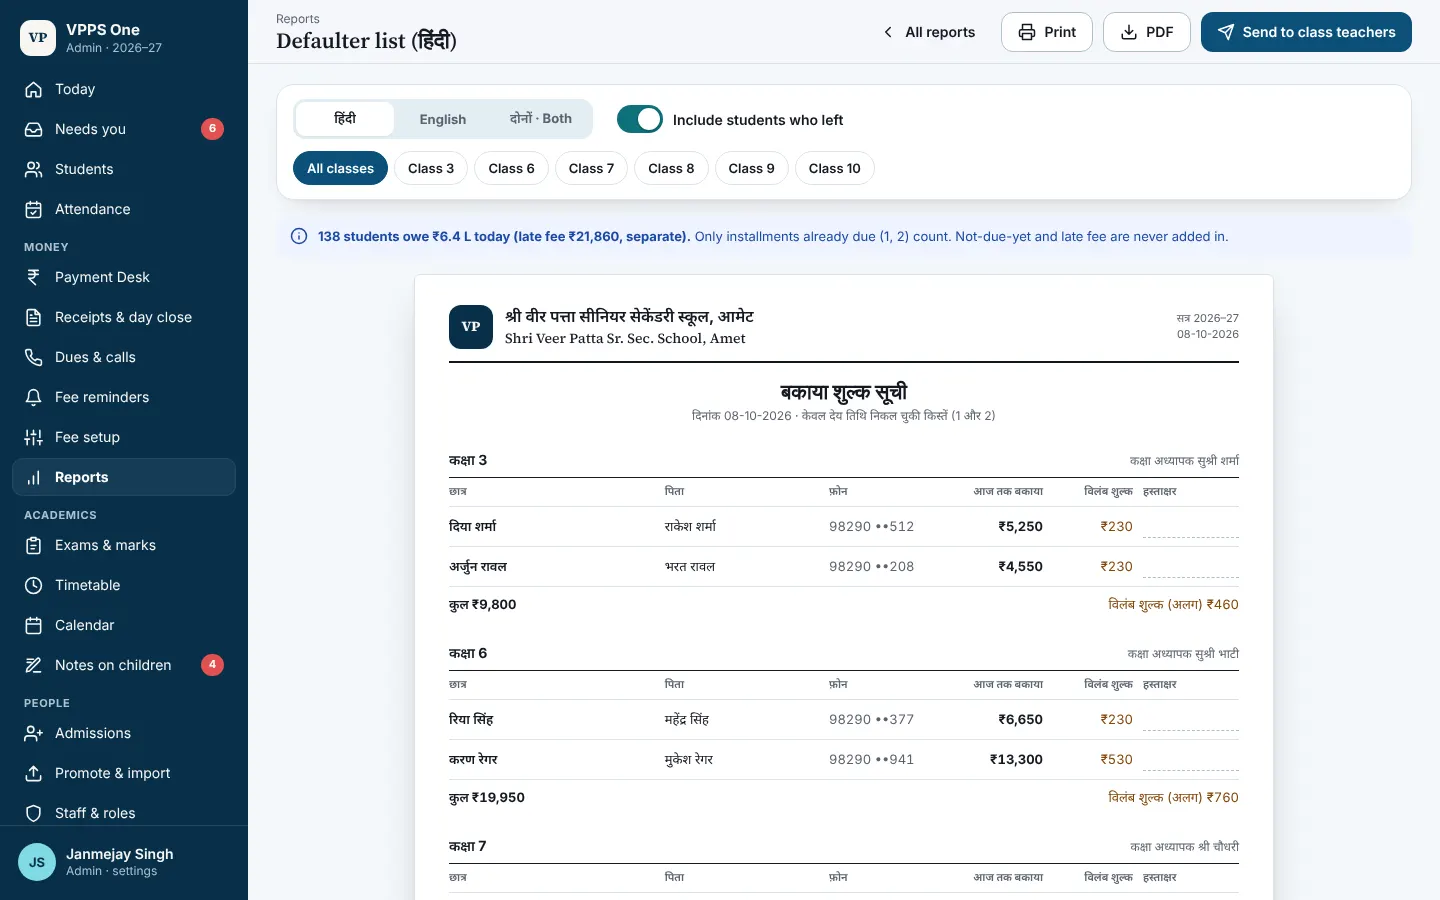 VP
VPPS One
Admin · 2026–27
Today
Needs you 6
Students
Attendance
MONEY
Payment Desk
Receipts & day close
Dues & calls
Fee reminders
Fee setup
Reports
ACADEMICS
Exams & marks
Timetable
Calendar
Notes on children 4
PEOPLE
Admissions
Promote & import
Staff & roles
JS
Janmejay Singh
Admin · settings
Reports
Defaulter list (हिंदी)
All reports
Print
PDF
Send to class teachers
हिंदी English दोनों · Both Include students who left
All classes Class 3 Class 6 Class 7 Class 8 Class 9 Class 10
138 students owe ₹6.4 L today (late fee ₹21,860, separate). Only installments already due (1, 2) count. Not-due-yet and late fee are never added in.
VP
श्री वीर पत्ता सीनियर सेकेंडरी स्कूल, आमेट
Shri Veer Patta Sr. Sec. School, Amet
सत्र 2026–27
08-10-2026
बकाया शुल्क सूची
दिनांक 08-10-2026 · केवल देय तिथि निकल चुकी किस्तें (1 और 2)
कक्षा 3 कक्षा अध्यापक सुश्री शर्मा
छात्र पिता फ़ोन आज तक बकाया विलंब शुल्क हस्ताक्षर
दिया शर्मा राकेश शर्मा 98290 ••512 ₹5,250 ₹230
अर्जुन रावल भरत रावल 98290 ••208 ₹4,550 ₹230
कुल ₹9,800 विलंब शुल्क (अलग) ₹460
कक्षा 6 कक्षा अध्यापक सुश्री भाटी
छात्र पिता फ़ोन आज तक बकाया विलंब शुल्क हस्ताक्षर
रिया सिंह महेंद्र सिंह 98290 ••377 ₹6,650 ₹230
करण रेगर मुकेश रेगर 98290 ••941 ₹13,300 ₹530
कुल ₹19,950 विलंब शुल्क (अलग) ₹760
कक्षा 7 कक्षा अध्यापक श्री चौधरी
छात्र पिता फ़ोन आज तक बकाया विलंब शुल्क हस्ताक्षर